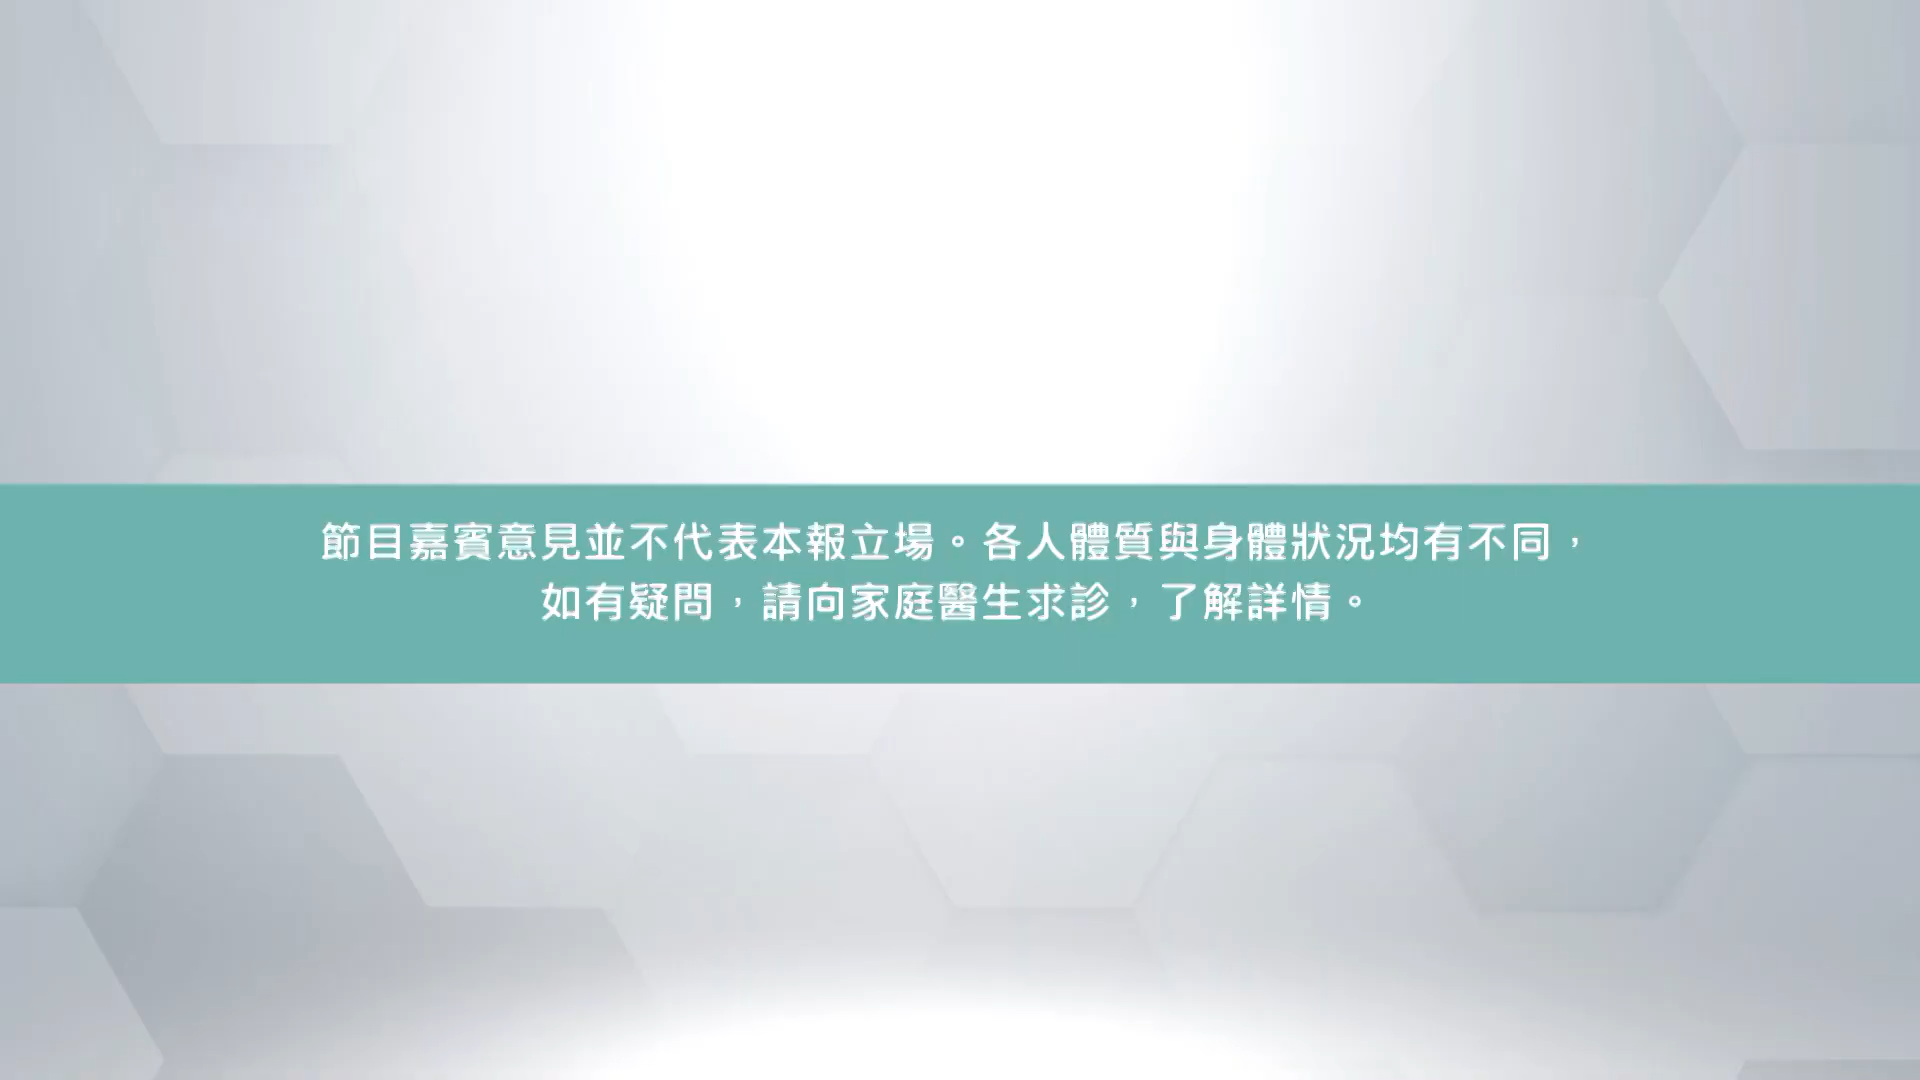 節目嘉賓意見並不代表本報立場。各人體質與身體狀況均有不同，
如有疑問，請向家庭醫生求診，了解詳情。